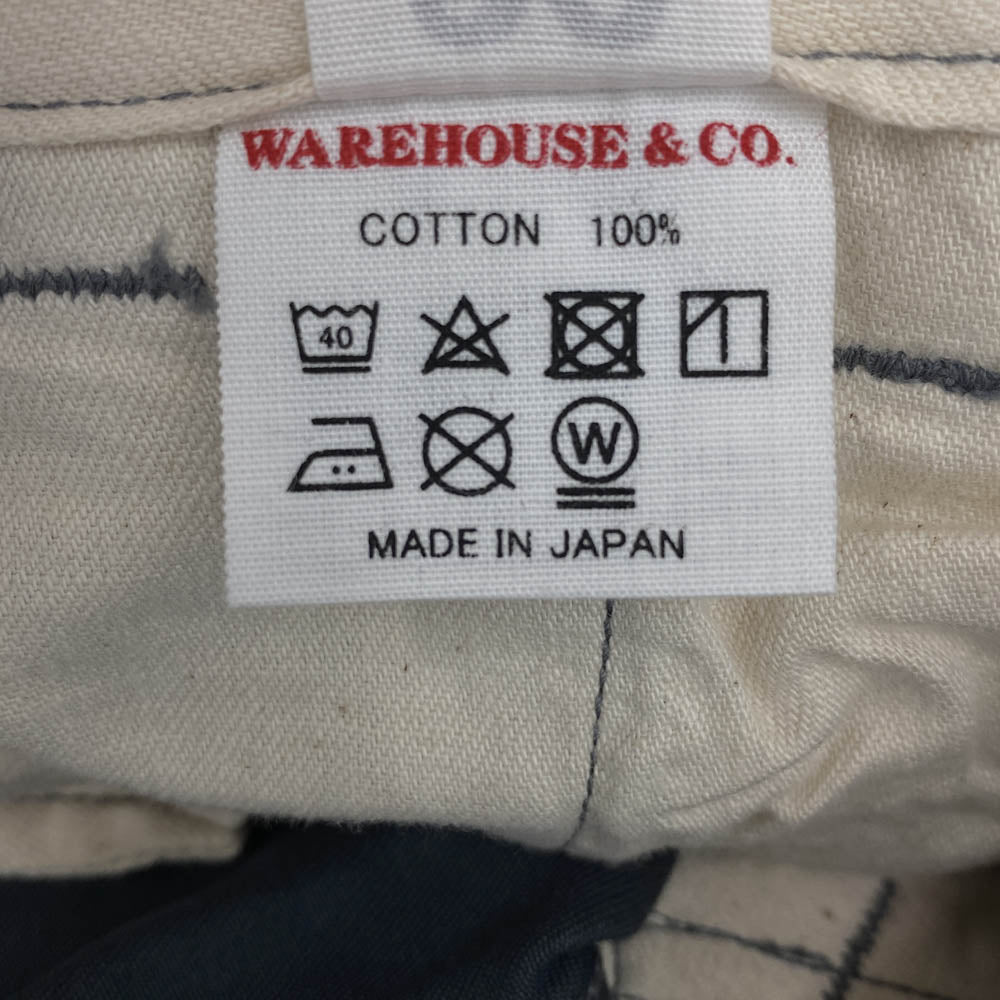 WAREHOUSE & CO.
COTTON 100%
40
W
MADE IN JAPAN